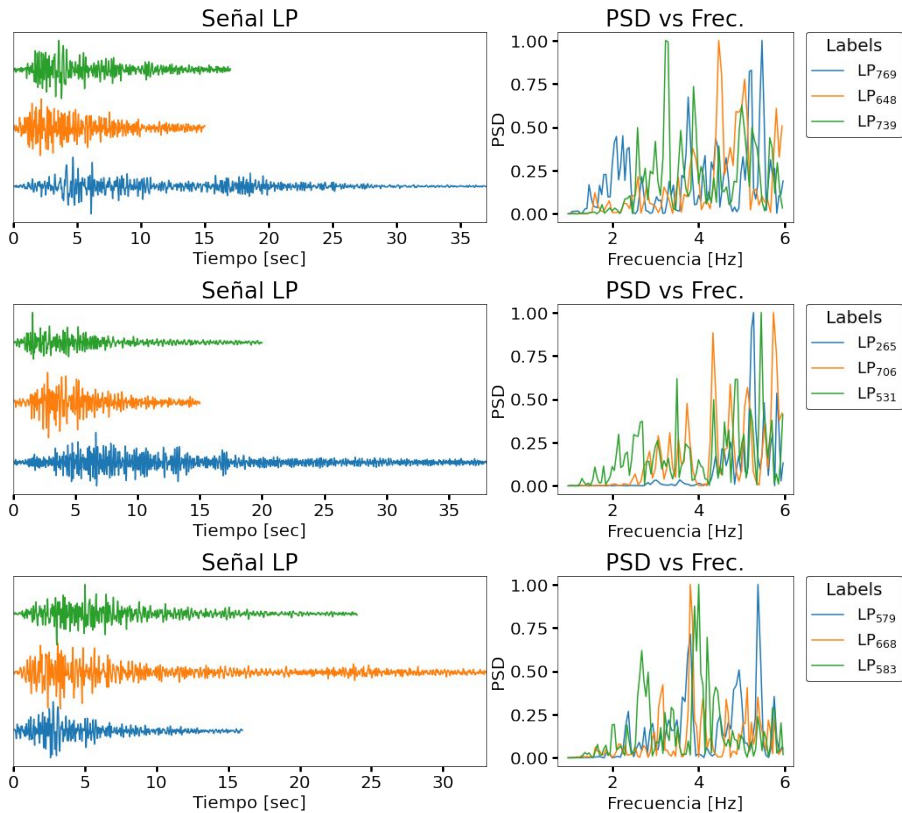 Señal LP
PSD vs Frec.
PSD
1.00
0.75
0.50
0.25
0.00
0 5 10 15 20 25 30 35
Tiempo [sec]
2 4 6
Frecuencia [Hz]
Labels
LP769
LP648
LP739
Señal LP
PSD vs Frec.
PSD
1.00
0.75
0.50
0.25
0.00
0 5 10 15 20 25 30 35
Tiempo [sec]
2 4 6
Frecuencia [Hz]
Labels
LP265
LP706
LP531
Señal LP
PSD vs Frec.
PSD
1.00
0.75
0.50
0.25
0.00
0 5 10 15 20 25 30
Tiempo [sec]
2 4 6
Frecuencia [Hz]
Labels
LP579
LP668
LP583